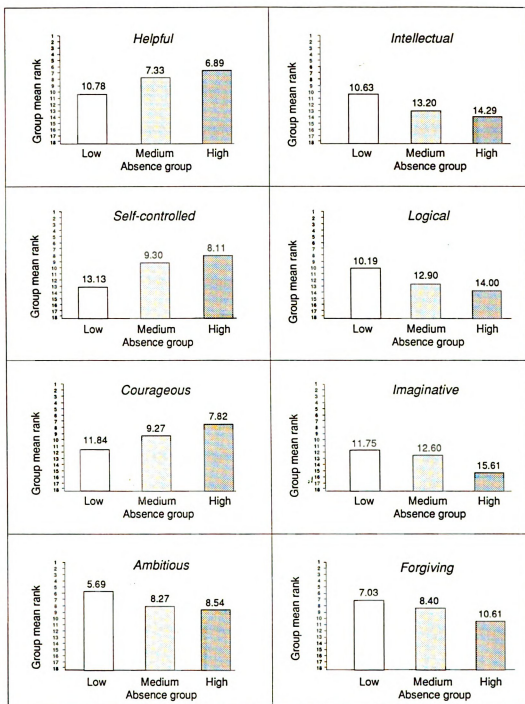 Helpful
Group mean rank
10.78
7.33
6.89
Low Medium High
Absence group
Intellectual
Group mean rank
10.63
13.20
14.29
Low Medium High
Absence group
Self-controlled
Group mean rank
13.13
9.30
8.11
Low Medium High
Absence group
Logical
Group mean rank
10.19
12.90
14.00
Low Medium High
Absence group
Courageous
Group mean rank
11.84
9.27
7.82
Low Medium High
Absence group
Imaginative
Group mean rank
11.75
12.60
15.61
Low Medium High
Absence group
Ambitious
Group mean rank
5.69
8.27
8.54
Low Medium High
Absence group
Forgiving
Group mean rank
7.03
8.40
10.61
Low Medium High
Absence group